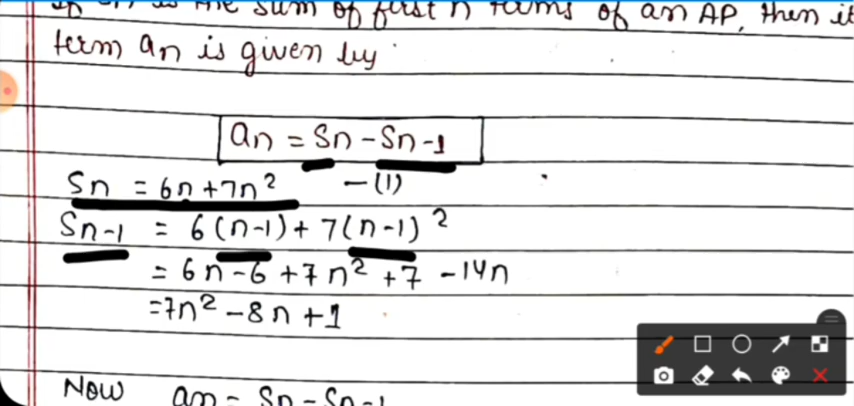 is the sum of first n terms of an AP, then
term an is given by
an = Sn - Sn-1
Sn = 6n + 7n² - (1)
Sn-1 = 6(n-1) + 7(n-1)²
= 6n - 6 + 7n² + 7 - 14n
= 7n² - 8n + 1
Now an = Sn - Sn-1